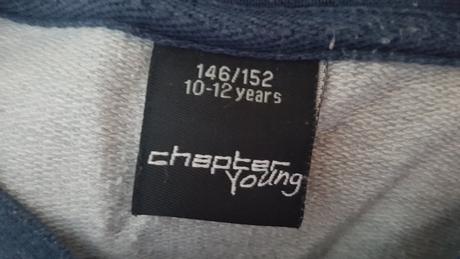 146/152
10-12 years
chapter
Young